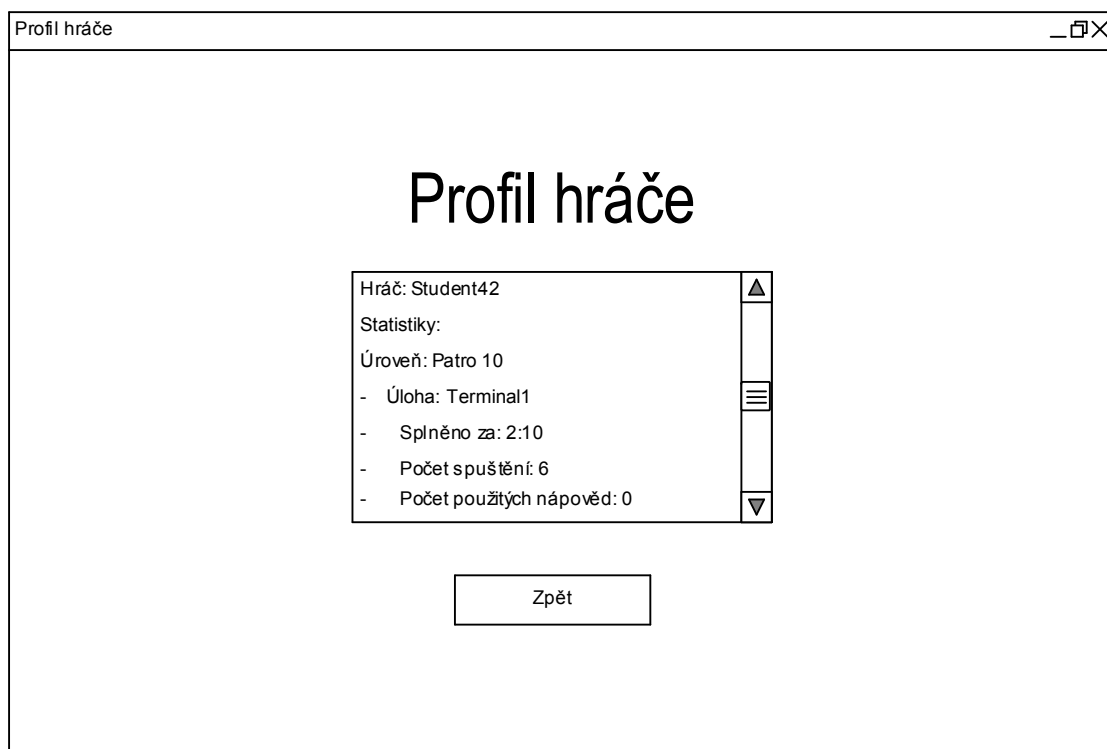 Profil hráče
Profil hráče
Hráč: Student42
Statistiky:
Úroveň: Patro 10
- Úloha: Terminal1
- Splněno za: 2:10
- Počet spuštění: 6
- Počet použitých nápověd: 0
Zpět